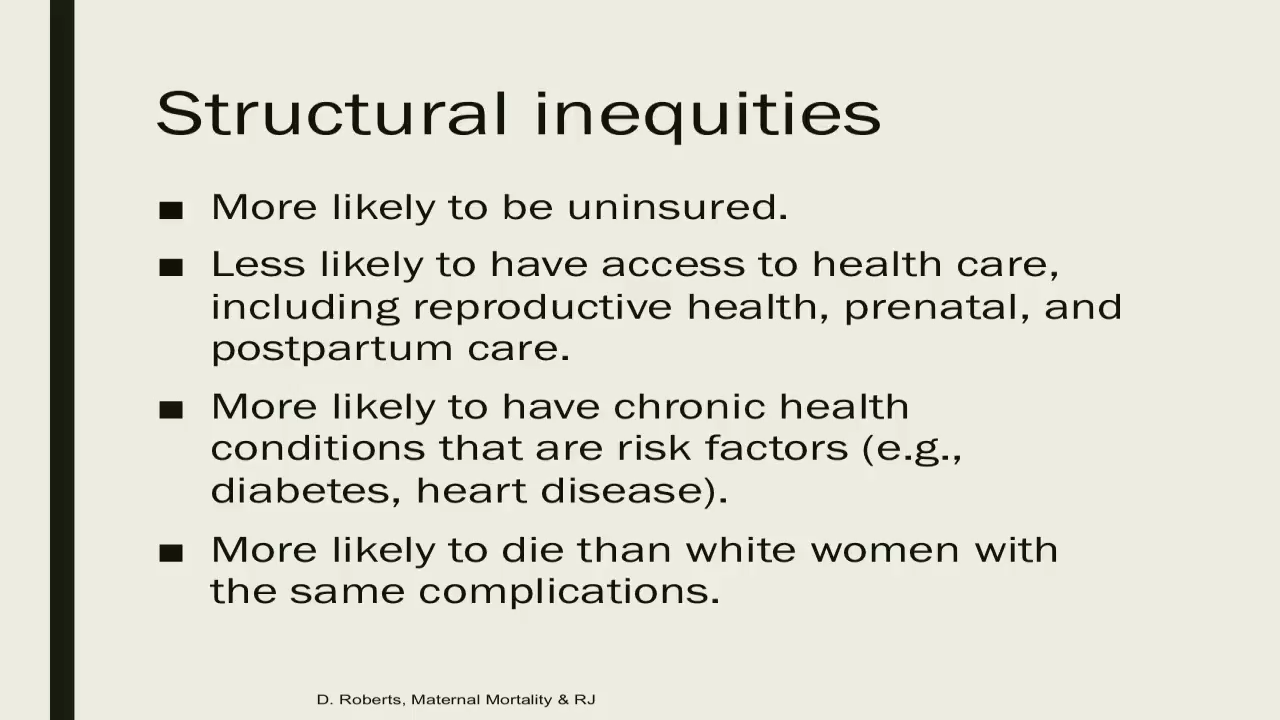 Structural inequities
■ More likely to be uninsured.
■ Less likely to have access to health care,
including reproductive health, prenatal, and
postpartum care.
■ More likely to have chronic health
conditions that are risk factors (e.g.,
diabetes, heart disease).
■ More likely to die than white women with
the same complications.
D. Roberts, Maternal Mortality & RJ